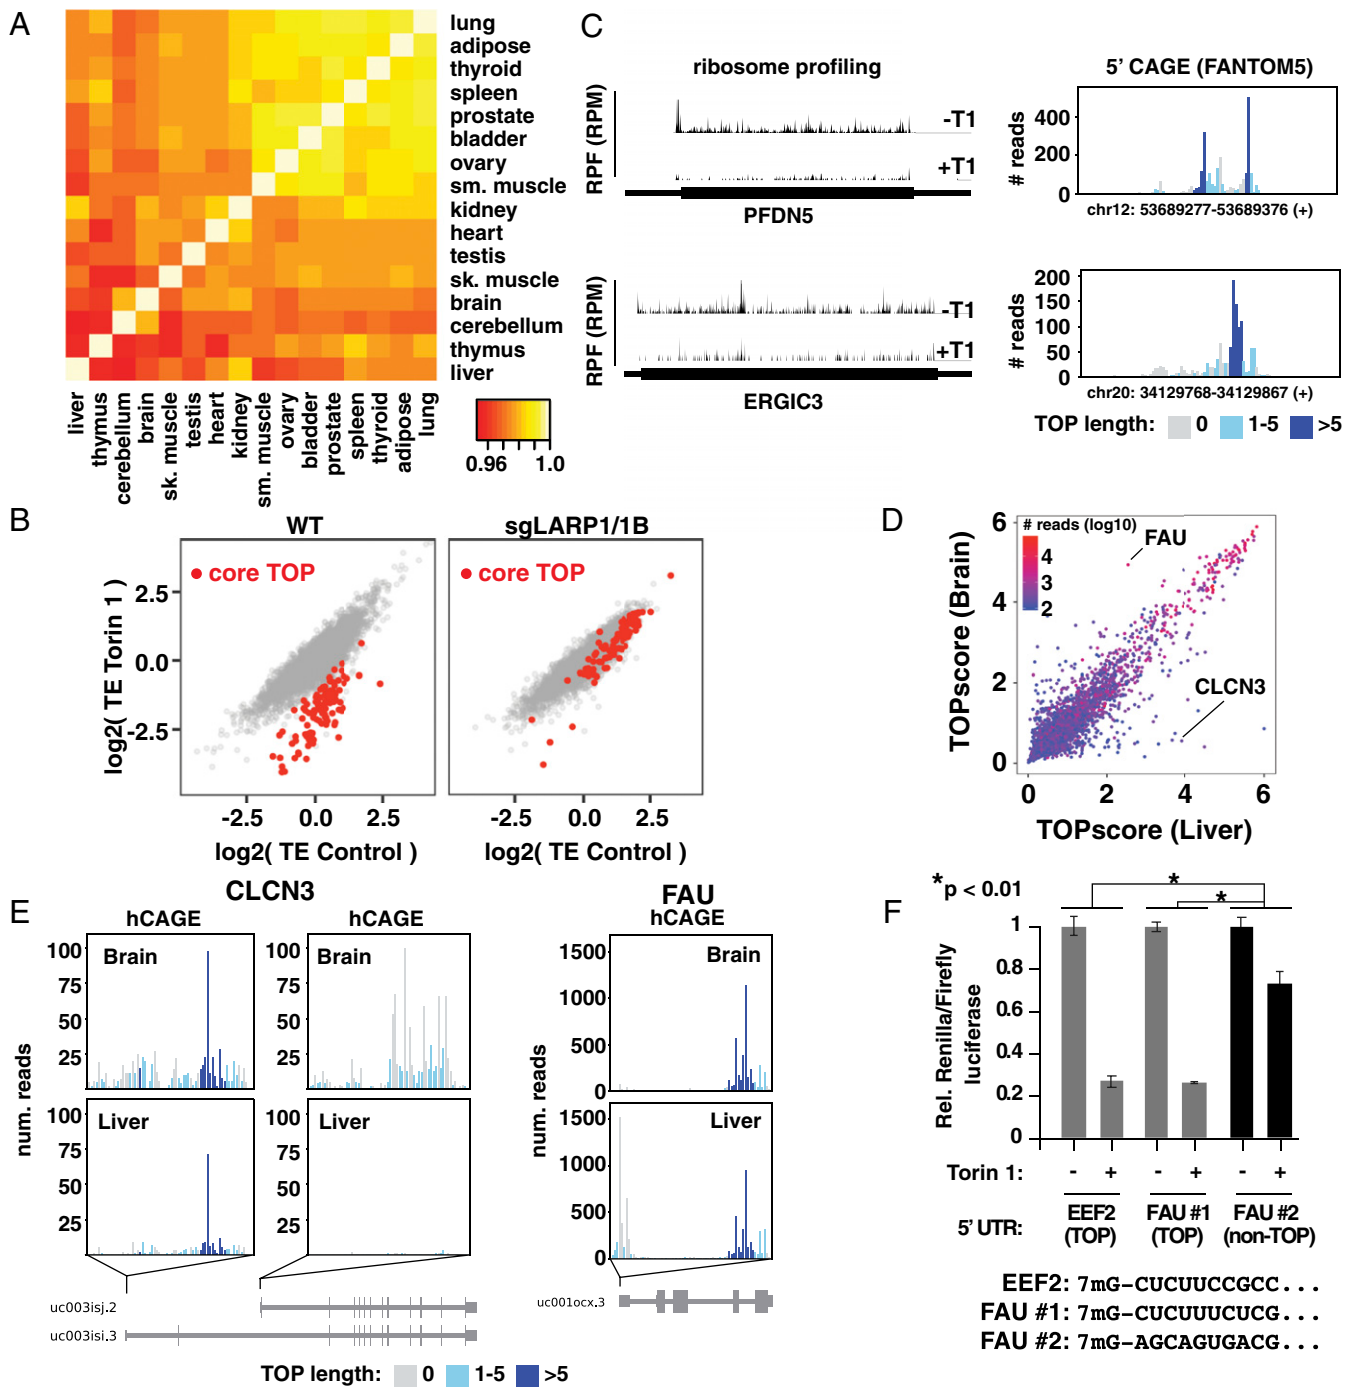 A
lung
adipose
thyroid
spleen
prostate
bladder
ovary
sm. muscle
kidney
heart
testis
sk. muscle
brain
cerebellum
thymus
liver
liver
thymus
cerebellum
brain
sk. muscle
testis
heart
kidney
sm. muscle
ovary
bladder
prostate
spleen
thyroid
adipose
lung
0.96 1.0
C
ribosome profiling
5' CAGE (FANTOM5)
RPF (RPM)
-T1
+T1
PFDN5
# reads
400
200
0
chr12: 53689277-53689376 (+)
RPF (RPM)
-T1
+T1
ERGIC3
# reads
200
150
100
50
0
chr20: 34129768-34129867 (+)
TOP length: 0 1-5 >5
B
WT
sgLARP1/1B
core TOP
core TOP
log2( TE Torin 1 )
2.5
0.0
-2.5
-2.5 0.0 2.5
-2.5 0.0 2.5
log2( TE Control )
log2( TE Control )
D
# reads (log10)
4
3
2
FAU
CLCN3
TOPscore (Brain)
6
4
2
0
0 2 4 6
TOPscore (Liver)
E
CLCN3
FAU
hCAGE
hCAGE
hCAGE
num. reads
100
75
50
25
Brain
100
75
50
25
Brain
100
75
50
25
Liver
100
75
50
25
Liver
num. reads
1500
1000
500
0
Brain
1500
1000
500
0
Liver
uc003isj.2
uc003isi.3
uc001ocx.3
TOP length: 0 1-5 >5
F
*p < 0.01
*
*
Rel. Renilla/Firefly
luciferase
1
0.8
0.6
0.4
0.2
0
Torin 1: - + - + - +
5' UTR:
EEF2
(TOP)
FAU #1
(TOP)
FAU #2
(non-TOP)
EEF2: 7mG-CUCUUCCGCC...
FAU #1: 7mG-CUCUUUCUCG...
FAU #2: 7mG-AGCAGUGACG...